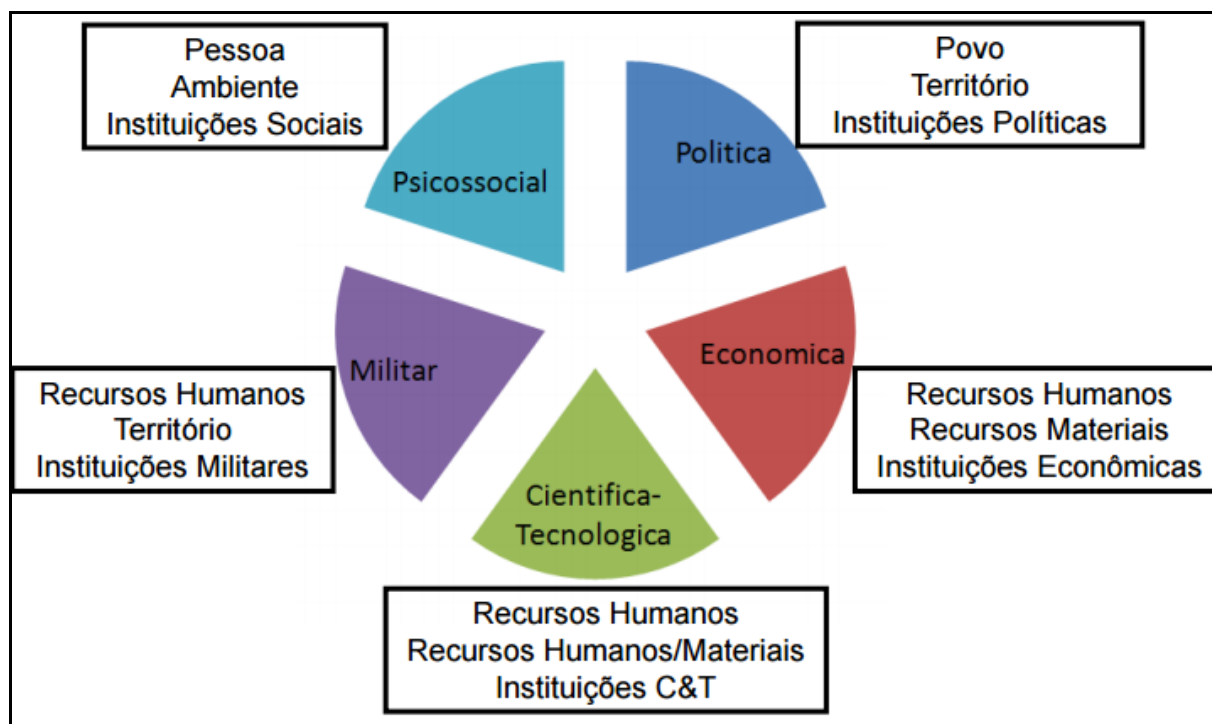 Pessoa
Ambiente
Instituições Sociais
Povo
Território
Instituições Políticas
Psicossocial
Politica
Militar
Economica
Recursos Humanos
Território
Instituições Militares
Recursos Humanos
Recursos Materiais
Instituições Econômicas
Cientifica-
Tecnologica
Recursos Humanos
Recursos Humanos/Materiais
Instituições C&T